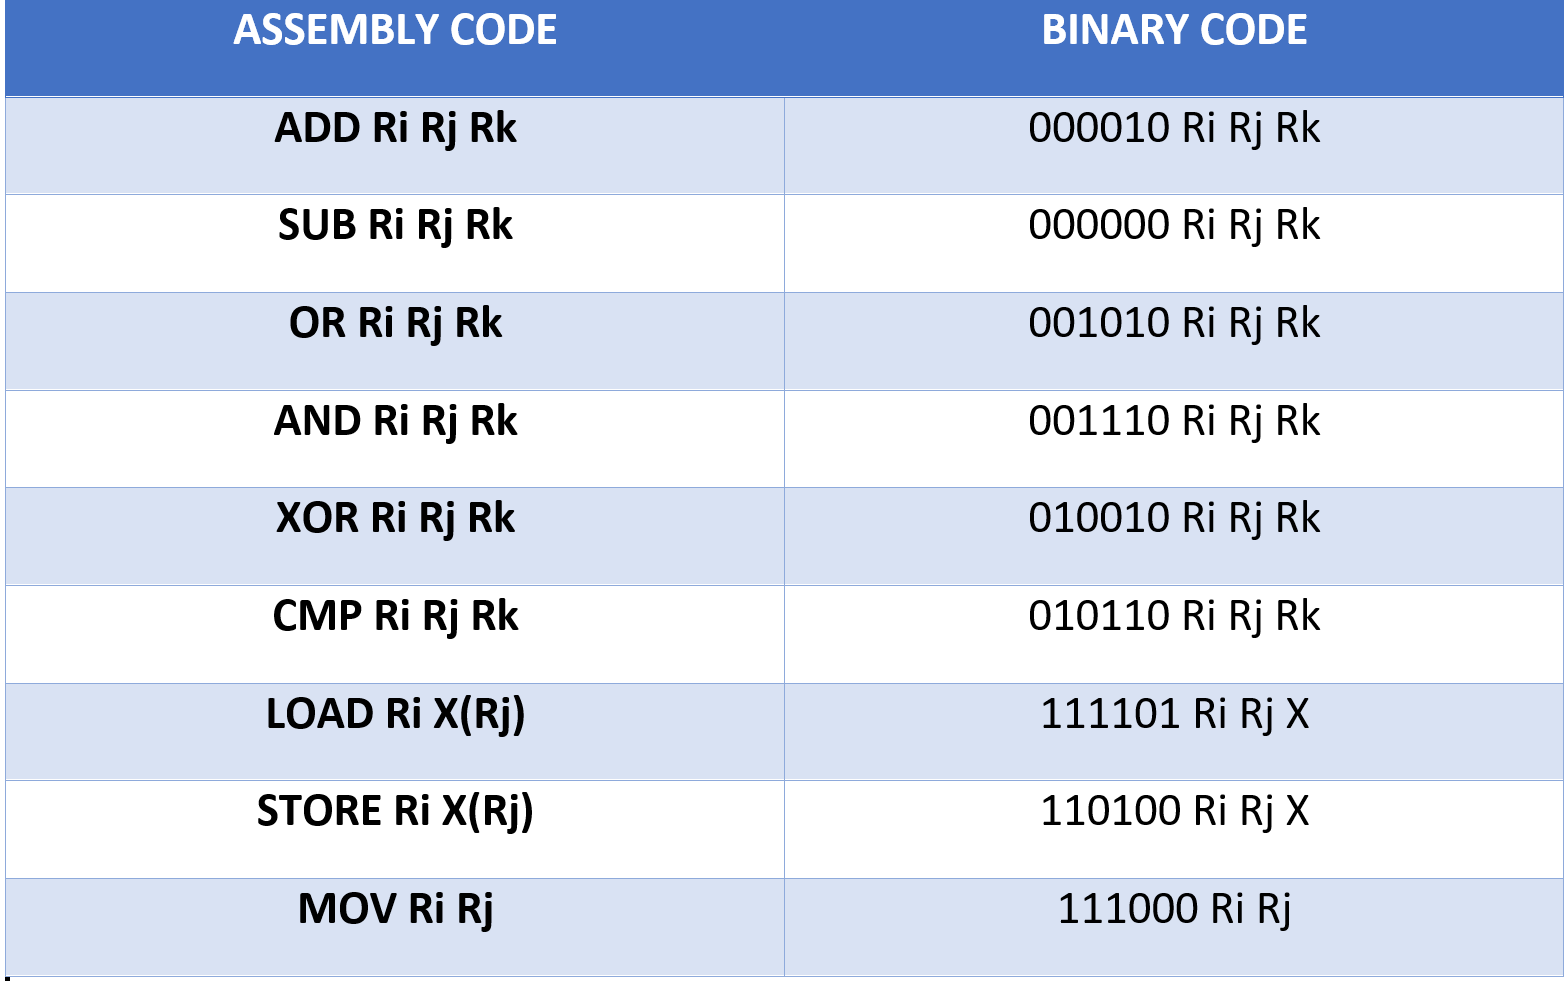 ASSEMBLY CODE BINARY CODE
ADD Ri Rj Rk 000010 Ri Rj Rk
SUB Ri Rj Rk 000000 Ri Rj Rk
OR Ri Rj Rk 001010 Ri Rj Rk
AND Ri Rj Rk 001110 Ri Rj Rk
XOR Ri Rj Rk 010010 Ri Rj Rk
CMP Ri Rj Rk 010110 Ri Rj Rk
LOAD Ri X(Rj) 111101 Ri Rj X
STORE Ri X(Rj) 110100 Ri Rj X
MOV Ri Rj 111000 Ri Rj